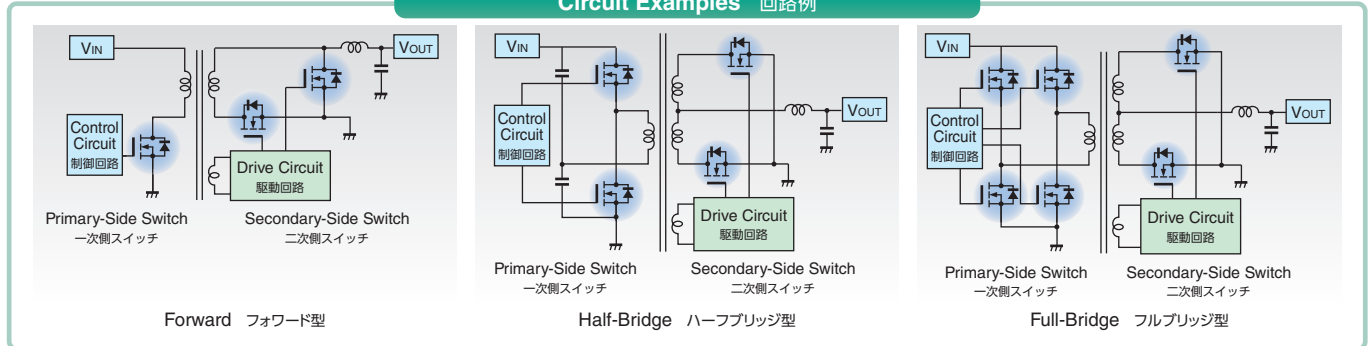 Circuit Examples 回路例
VIN
VOUT
Control
Circuit
制御回路
Drive Circuit
駆動回路
Primary-Side Switch
一次側スイッチ
Secondary-Side Switch
二次側スイッチ
Forward フォワード型
VIN
VOUT
Control
Circuit
制御回路
Drive Circuit
駆動回路
Primary-Side Switch
一次側スイッチ
Secondary-Side Switch
二次側スイッチ
Half-Bridge ハーフブリッジ型
VIN
VOUT
Control
Circuit
制御回路
Drive Circuit
駆動回路
Primary-Side Switch
一次側スイッチ
Secondary-Side Switch
二次側スイッチ
Full-Bridge フルブリッジ型